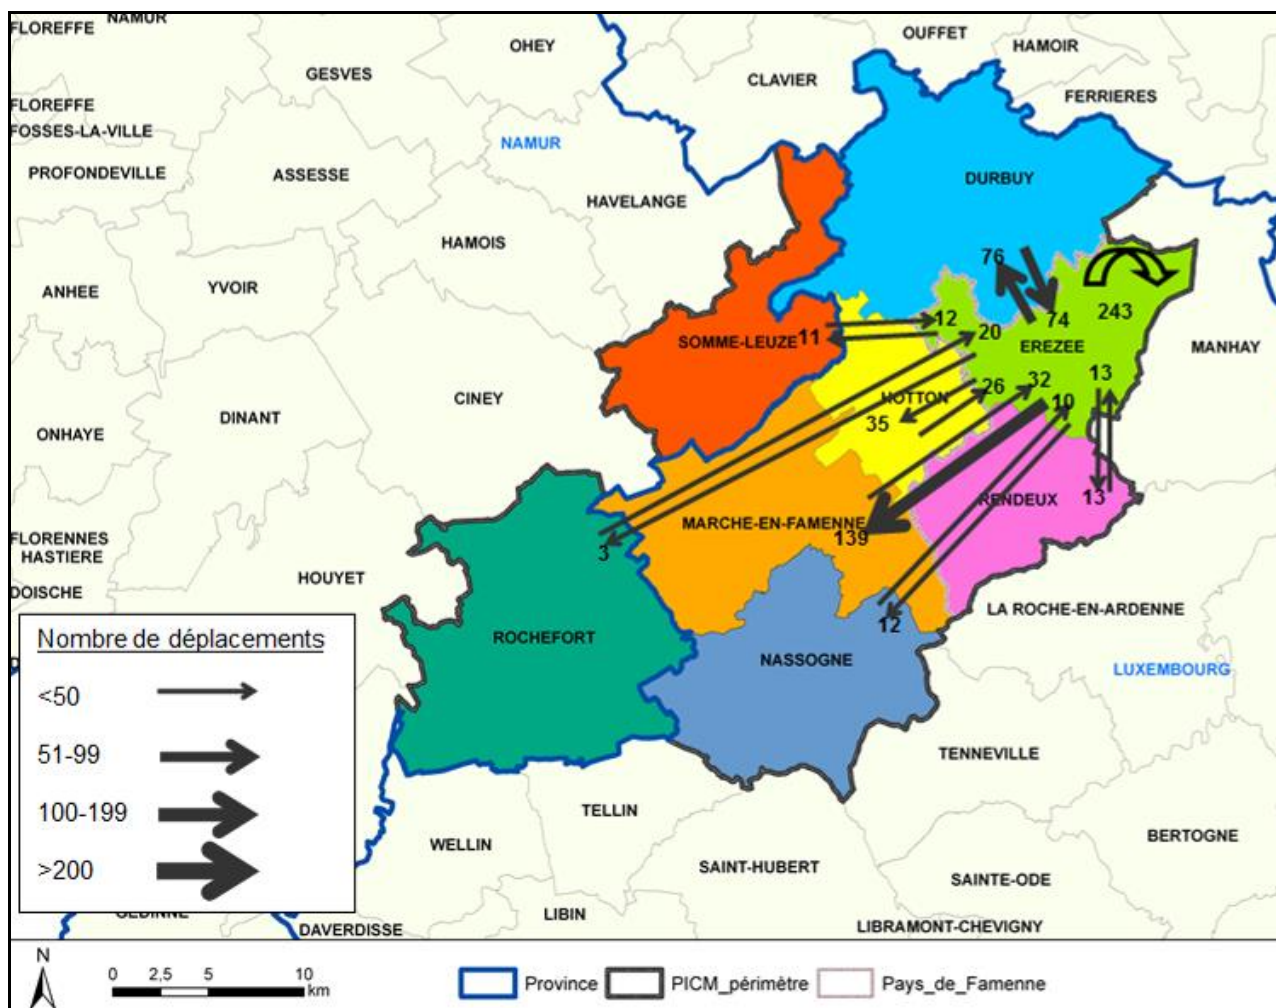 NAMUR
FLOREFFE
OHEY
OUFFET
HAMOIR
GESVES
CLAVIER
FERRIERES
FLOREFFE
FOSSES-LA-VILLE
NAMUR
PROFONDEVILLE
ASSESSE
DURBUY
HAVELANGE
HAMOIS
76
ANHEE
YVOIR
243
74
12
20
11
SOMME-LEUZE
EREZEE
MANHAY
13
32
26
10
CINEY
HOTTON
35
DINANT
ONHAYE
13
RENDEUX
MARCHE-EN-FAMENNE
139
FLORENNES
HASTIERE
3
HOUYET
DOISCHE
LA ROCHE-EN-ARDENNE
12
ROCHEFORT
NASSOGNE
LUXEMBOURG
Nombre de déplacements
<50
51-99
100-199
>200
TENNEVILLE
TELLIN
WELLIN
BERTOGNE
SAINT-HUBERT
SAINTE-ODE
GEDINNE
LIBIN
DAVERDISSE
LIBRAMONT-CHEVIGNY
N
0 2,5 5 10
km
Province
PICM_périmètre
Pays_de_Famenne